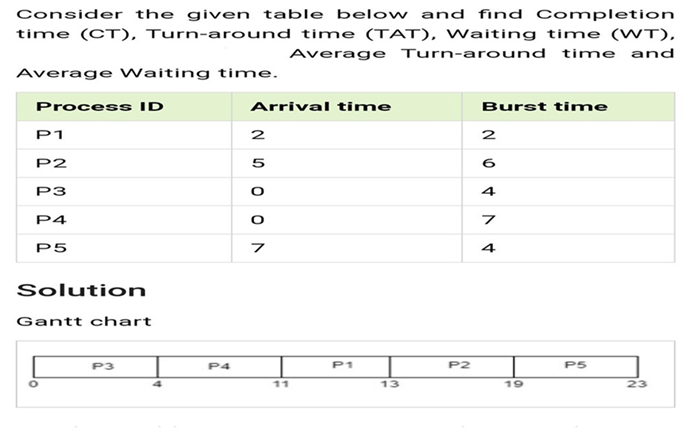 Consider the given table below and find Completion
time (CT), Turn-around time (TAT), Waiting time (WT),
Average Turn-around time and
Average Waiting time.
Process ID Arrival time Burst time
P1 2 2
P2 5 6
P3 0 4
P4 0 7
P5 7 4
Solution
Gantt chart
P3 P4 P1 P2 P5
0 4 11 13 19 23